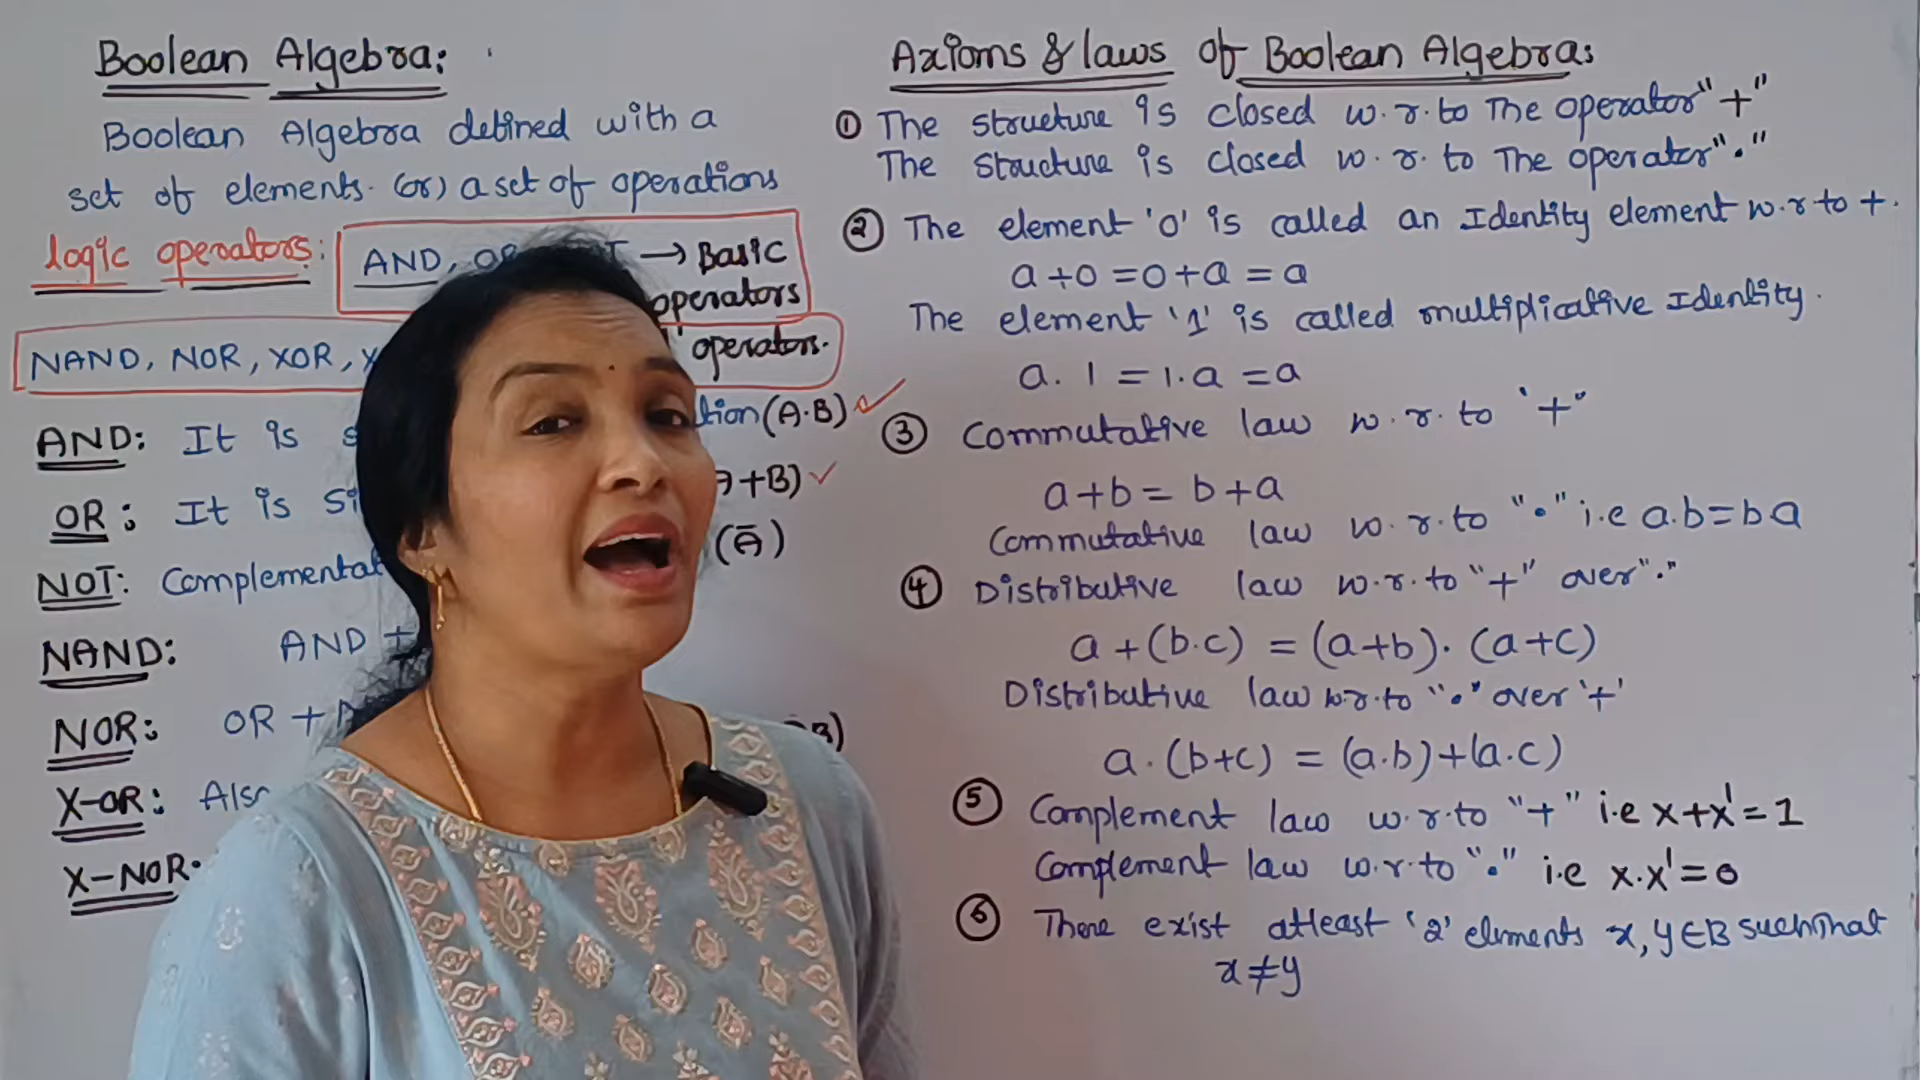 Boolean Algebra:
Boolean Algebra defined with a
set of elements. (or) a set of operations
logic operators: AND, → Basic
operators
NAND, NOR, XOR, operators.
AND: It is (A·B) ✓
OR: It is +B) ✓
NOT: (Ā)
NAND: AND +
NOR: OR +
X-OR:
X-NOR:
Axioms & laws of Boolean Algebra:
① The structure is closed w.r.to The operator "+"
The structure is closed w.r.to The operator "."
② The element '0' is called an Identity element w.r to +.
a+0 = 0+a = a
The element '1' is called multiplicative Identity.
a. 1 = 1.a = a
③ Commutative law w.r.to '+'
a+b = b+a
Commutative law w.r.to "." i.e a.b=b a
④ Distributive law w.r.to "+" over "."
a+(b.c) = (a+b). (a+c)
Distributive law w.r.to "." over '+'
a.(b+c) = (a.b)+(a.c)
⑤ Complement law w.r.to "+" i.e x+x'=1
Complement law w.r.to "." i.e x.x'=0
⑥ There exist atleast '2' elments x, y∈B such that
x≠y